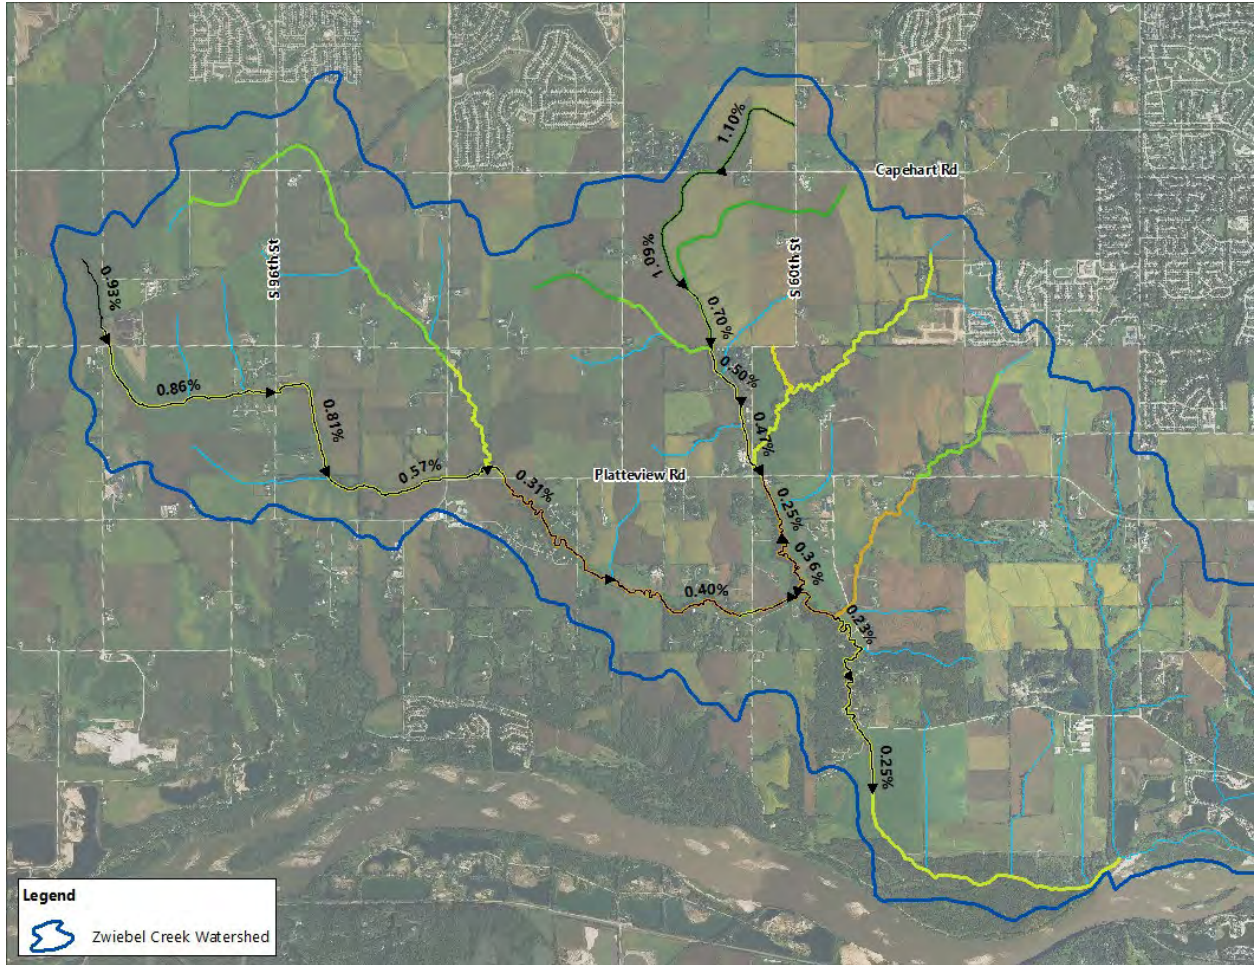 1.10%
Capehart Rd
S 96th St
1.09%
S 60th St
0.93%
0.70%
0.86%
0.50%
0.81%
0.47%
0.57%
0.31%
Platteview Rd
0.25%
0.36%
0.40%
0.23%
0.25%
Legend
Zwiebel Creek Watershed